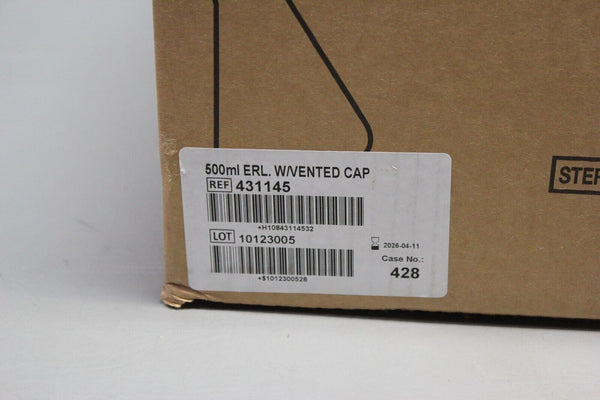 500ml ERL. W/VENTED CAP
REF 431145
+H10843114532
LOT 10123005
2026-04-11
+$1012300528
Case No.:
428
STER